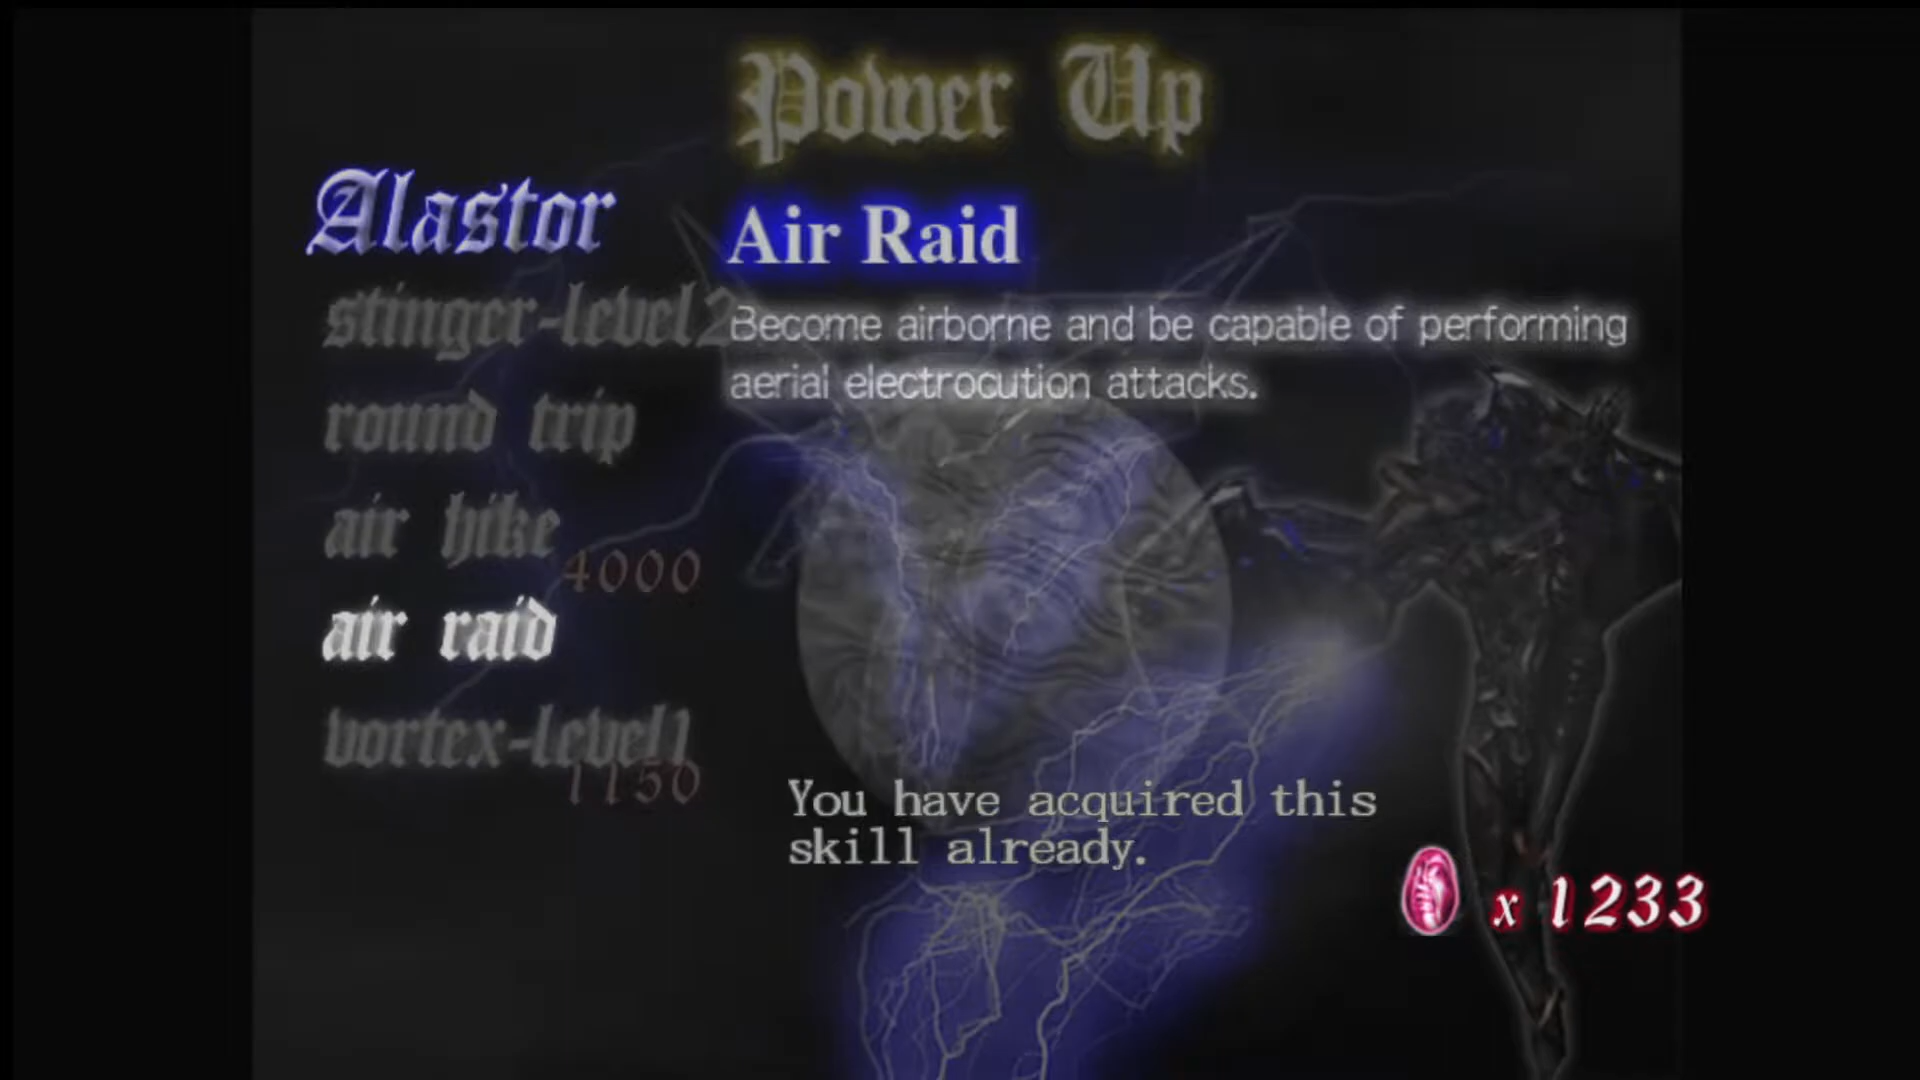 Power Up
Alastor
stinger-level2
round trip
air hike
4000
air raid
vortex-level1
1150
Air Raid
Become airborne and be capable of performing
aerial electrocution attacks.
You have acquired this
skill already.
x 1233